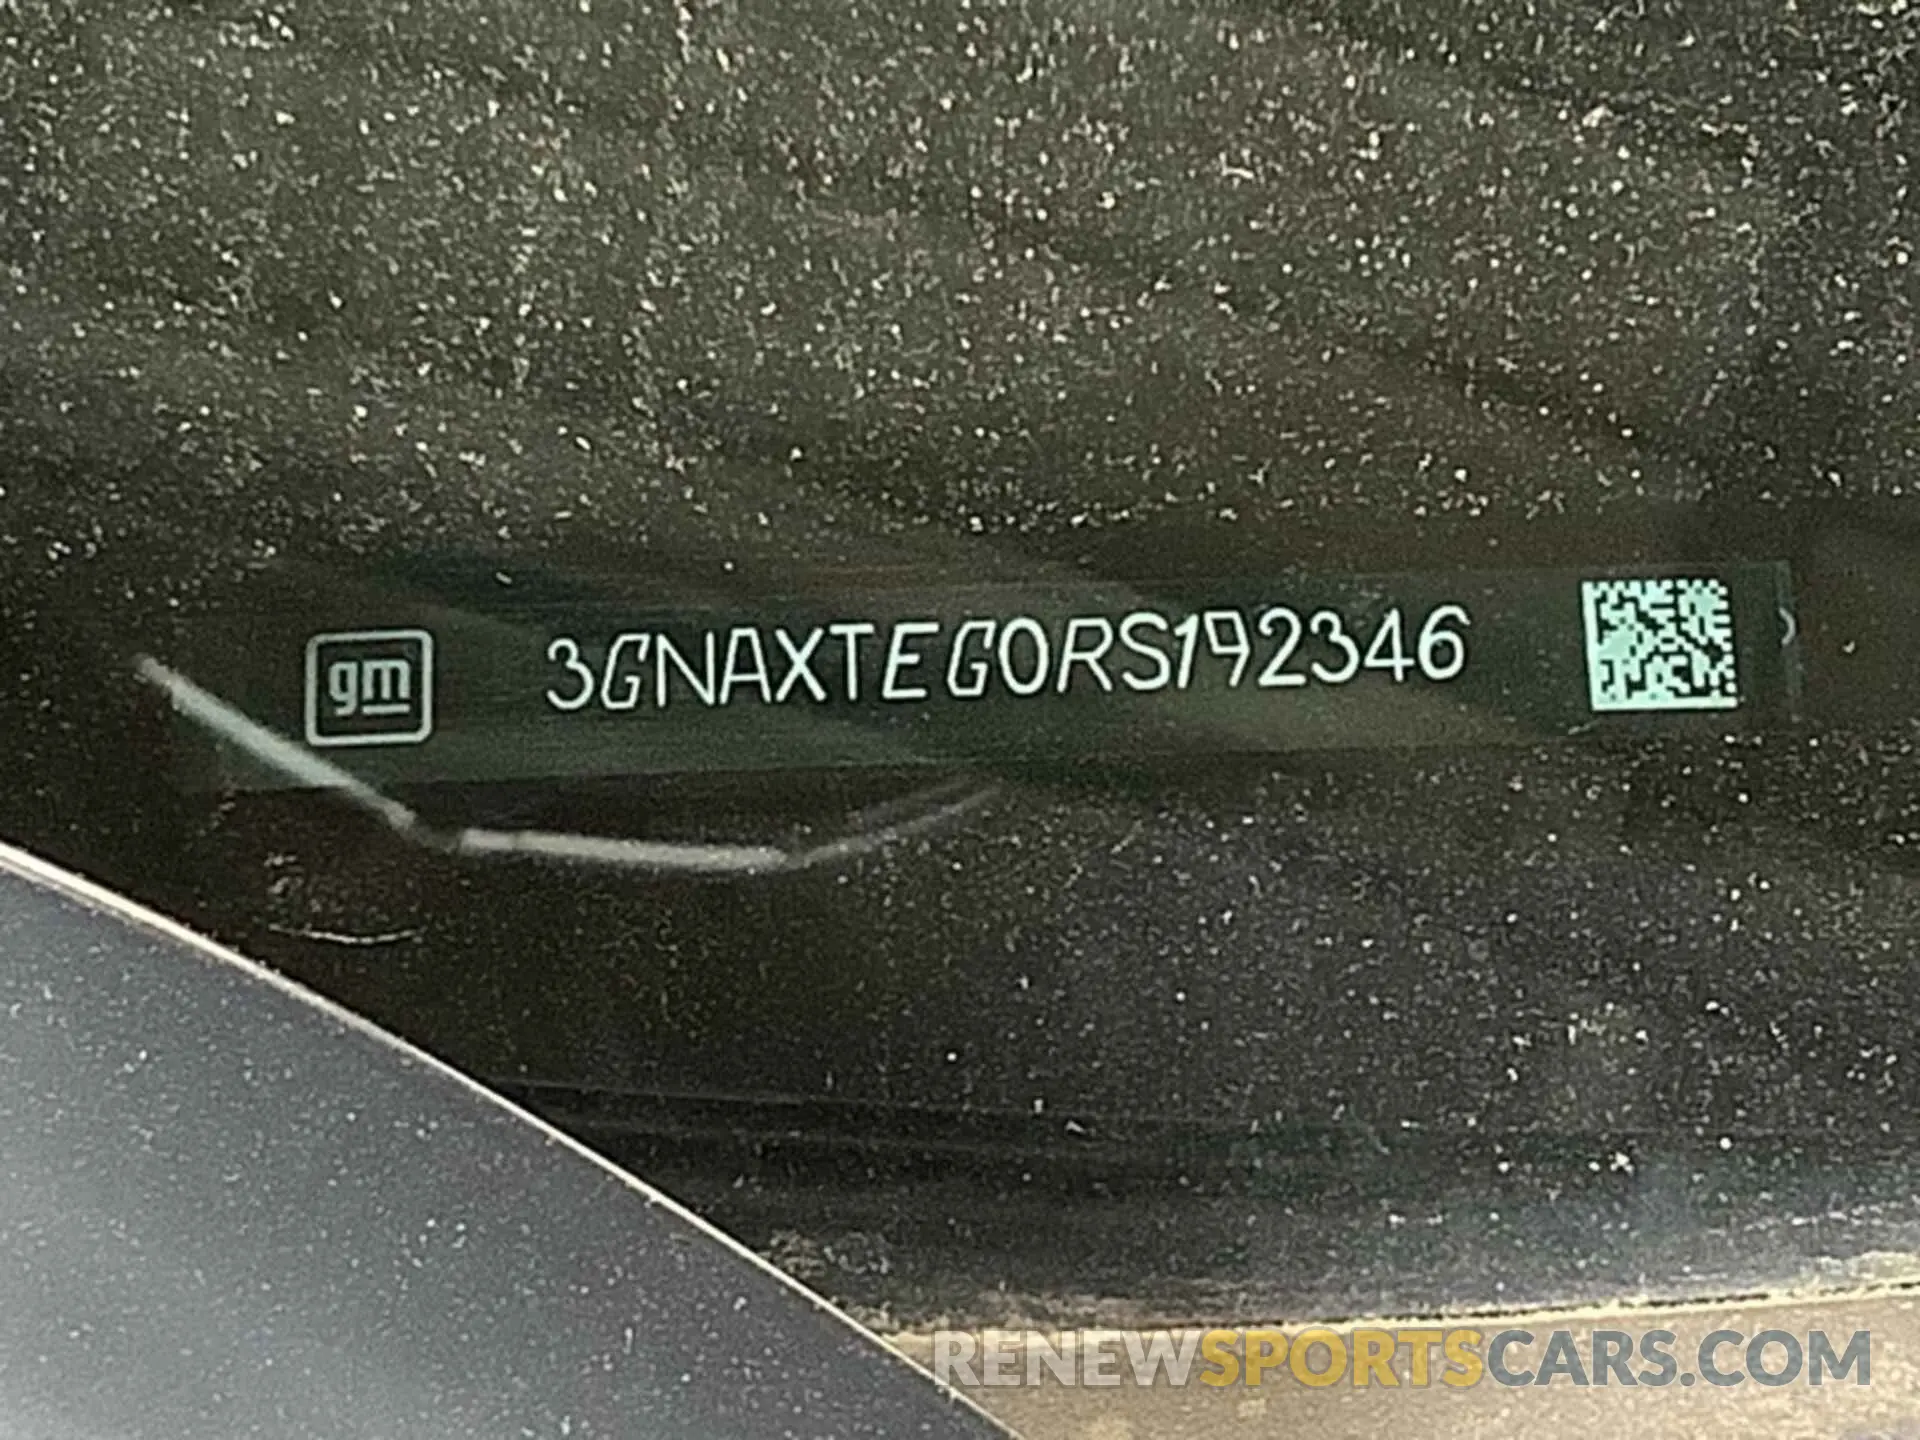 gm 3GNAXTEG0RS192346
RENEWSPORTSCARS.COM